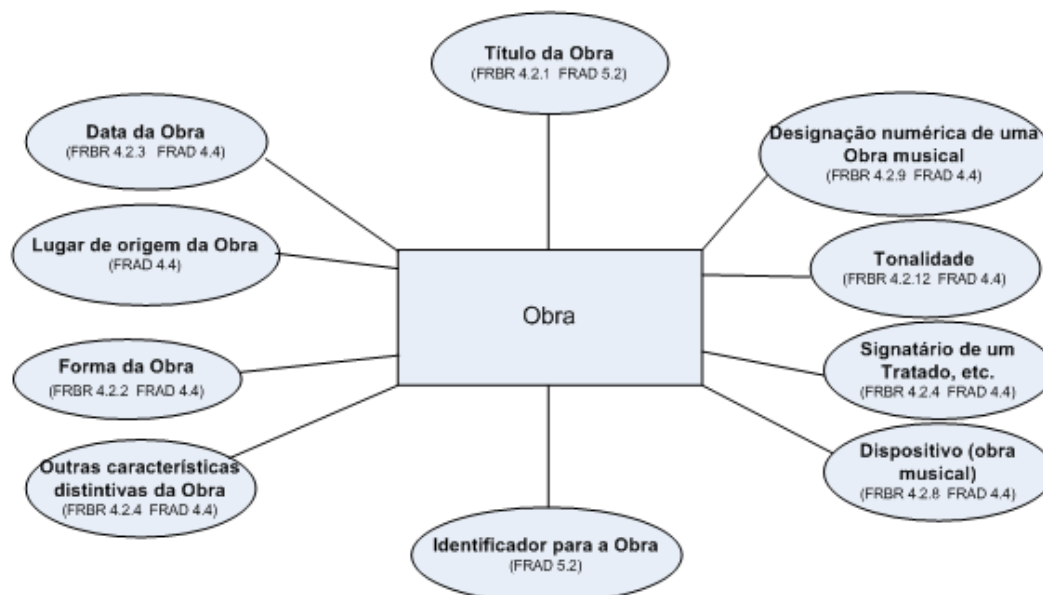 Título da Obra
(FRBR 4.2.1 FRAD 5.2)
Data da Obra
(FRBR 4.2.3 FRAD 4.4)
Designação numérica de uma
Obra musical
(FRBR 4.2.9 FRAD 4.4)
Lugar de origem da Obra
(FRAD 4.4)
Tonalidade
(FRBR 4.2.12 FRAD 4.4)
Obra
Forma da Obra
(FRBR 4.2.2 FRAD 4.4)
Signatário de um
Tratado, etc.
(FRBR 4.2.4 FRAD 4.4)
Outras características
distintivas da Obra
(FRBR 4.2.4 FRAD 4.4)
Dispositivo (obra
musical)
(FRBR 4.2.8 FRAD 4.4)
Identificador para a Obra
(FRAD 5.2)